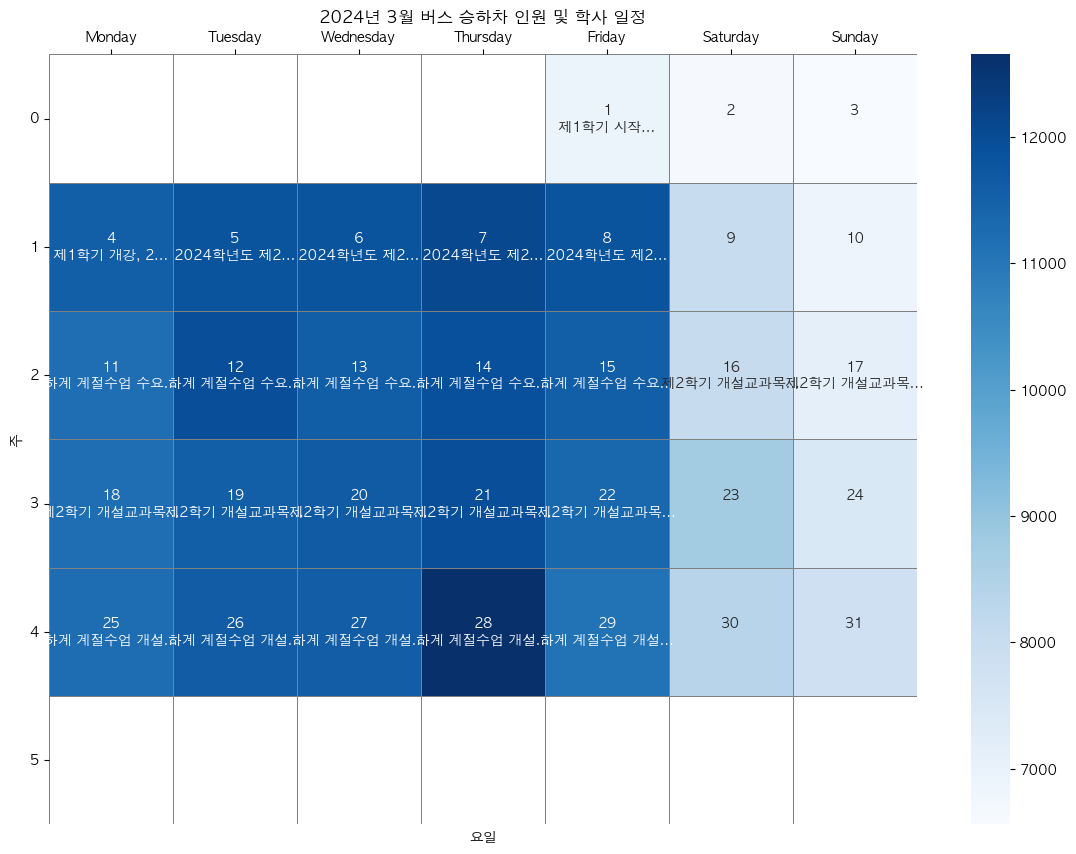 2024년 3월 버스 승하차 인원 및 학사 일정
Monday Tuesday Wednesday Thursday Friday Saturday Sunday
0
1 2 3
제1학기 시작...
12000
1
4 5 6 7 8 9 10
제1학기 개강, 2... 2024학년도 제2... 2024학년도 제2... 2024학년도 제2... 2024학년도 제2...
11000
2
11 12 13 14 15 16 17
하계 계절수업 수요... 하계 계절수업 수요... 하계 계절수업 수요... 하계 계절수업 수요... 하계 계절수업 수요... 제2학기 개설교과목... 제2학기 개설교과목...
10000
주
3
18 19 20 21 22 23 24
제2학기 개설교과목... 제2학기 개설교과목... 제2학기 개설교과목... 제2학기 개설교과목... 제2학기 개설교과목...
9000
4
25 26 27 28 29 30 31
하계 계절수업 개설... 하계 계절수업 개설... 하계 계절수업 개설... 하계 계절수업 개설... 하계 계절수업 개설...
8000
5
7000
요일